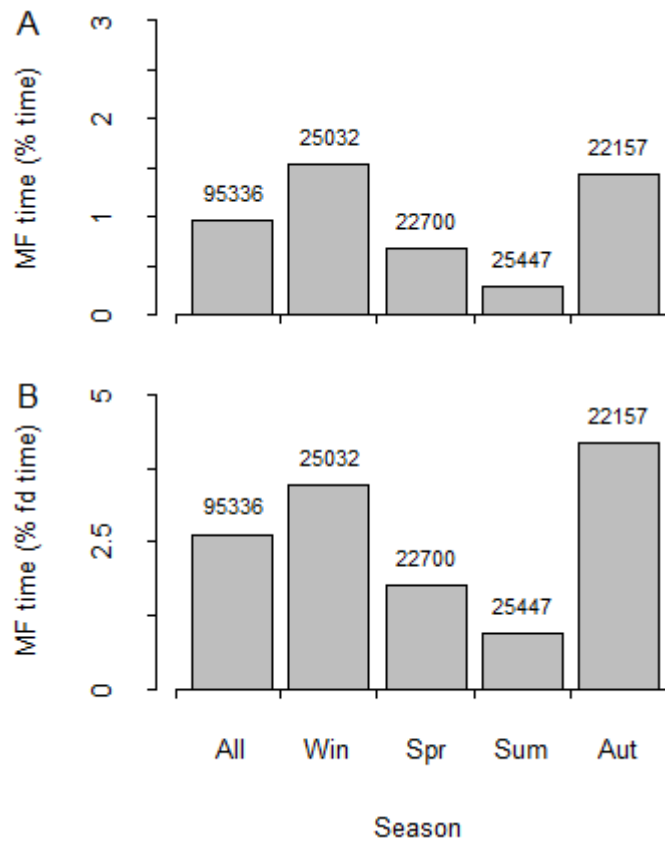 A
MF time (% time)
3
2
1
0
95336
25032
22700
25447
22157
B
MF time (% fd time)
5
2.5
0
95336
25032
22700
25447
22157
All Win Spr Sum Aut
Season